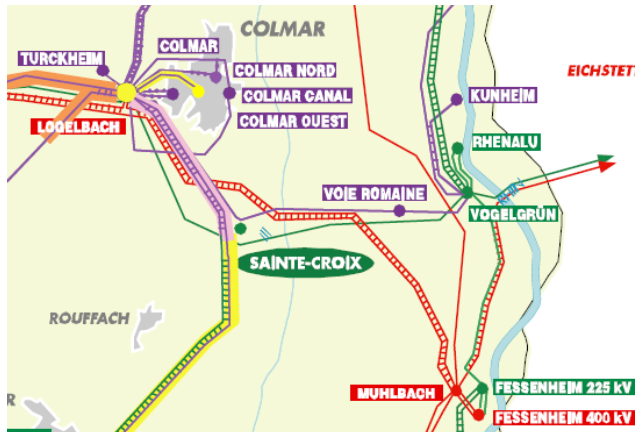 COLMAR
COLMAR
TURCKHEIM
COLMAR NORD
EICHSTETT
COLMAR CANAL
KUNHEIM
LOGELBACH
COLMAR OUEST
RHENALU
VOIE ROMAINE
VOGELGRÜN
SAINTE-CROIX
ROUFFACH
MUHLBACH
FESSENHEIM 225 kV
R
FESSENHEIM 400 kV